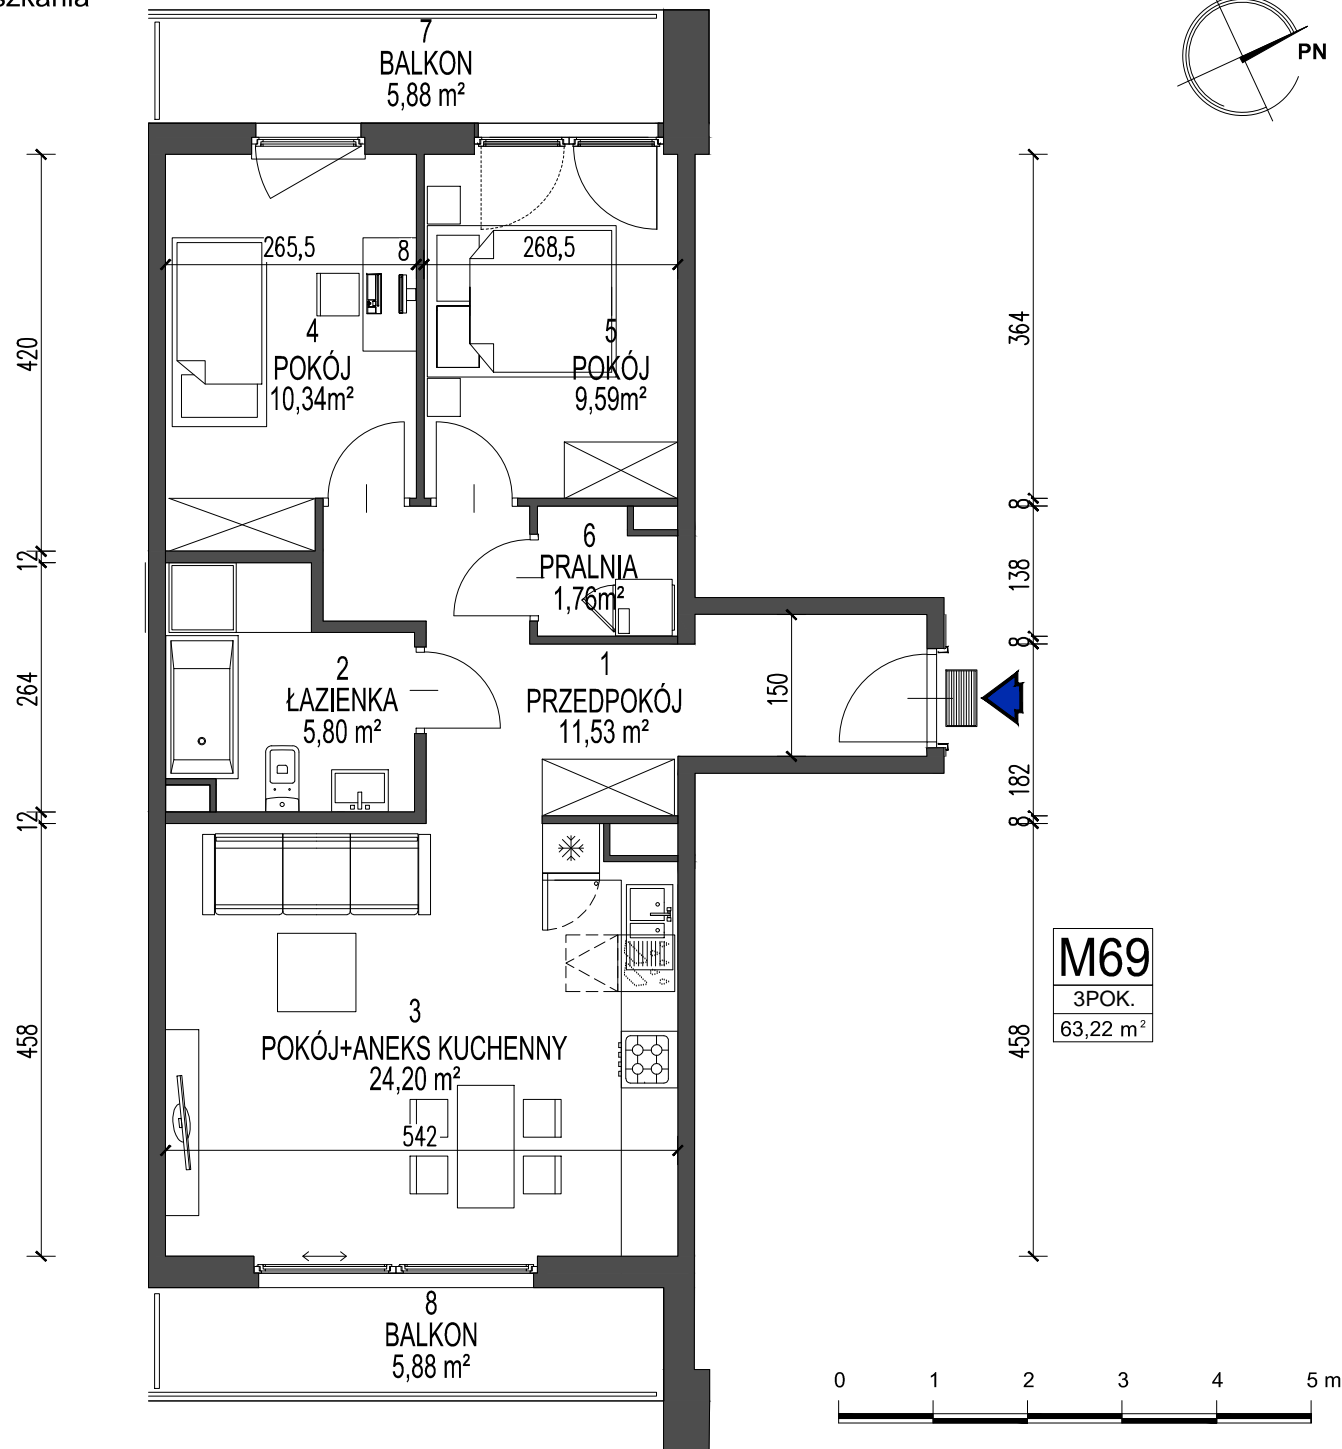 7
BALKON
5,88 m²
PN
265,5
8
268,5
4
POKÓJ
10,34m²
5
POKÓJ
9,59m²
420
364
8
12
6
PRALNIA
1,76m²
138
8
264
2
ŁAZIENKA
5,80 m²
1
PRZEDPOKÓJ
11,53 m²
150
182
8
12
3
POKÓJ+ANEKS KUCHENNY
24,20 m²
458
458
542
M69
3POK.
63,22 m²
8
BALKON
5,88 m²
0 1 2 3 4 5 m